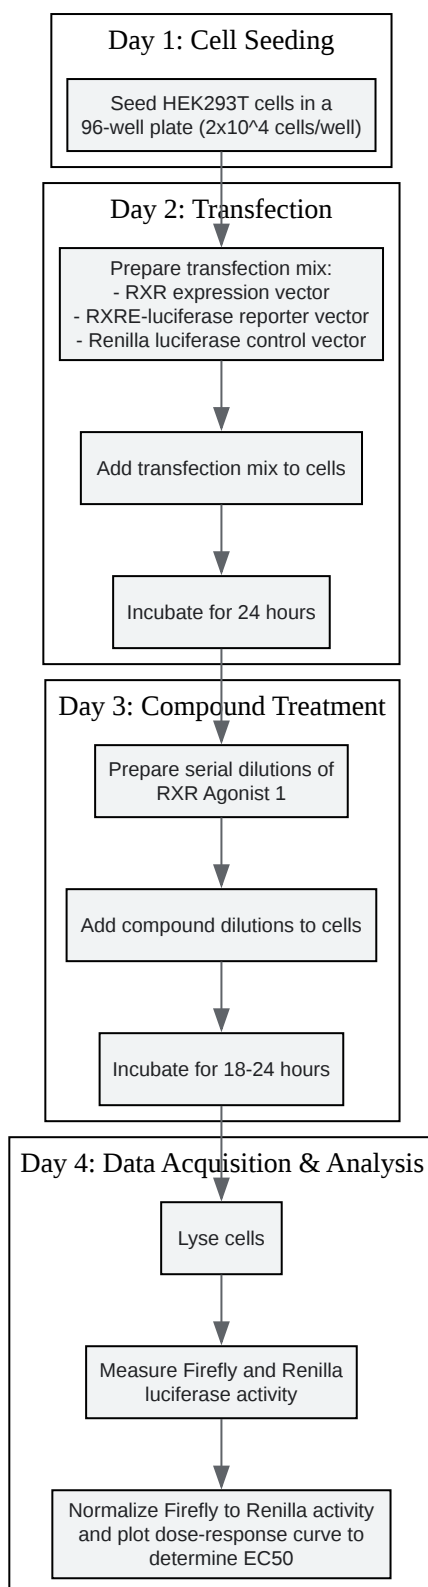 Day 1: Cell Seeding
Seed HEK293T cells in a
96-well plate (2x10^4 cells/well)
Day 2: Transfection
Prepare transfection mix:
- RXR expression vector
- RXRE-luciferase reporter vector
- Renilla luciferase control vector
Add transfection mix to cells
Incubate for 24 hours
Day 3: Compound Treatment
Prepare serial dilutions of
RXR Agonist 1
Add compound dilutions to cells
Incubate for 18-24 hours
Day 4: Data Acquisition & Analysis
Lyse cells
Measure Firefly and Renilla
luciferase activity
Normalize Firefly to Renilla activity
and plot dose-response curve to
determine EC50